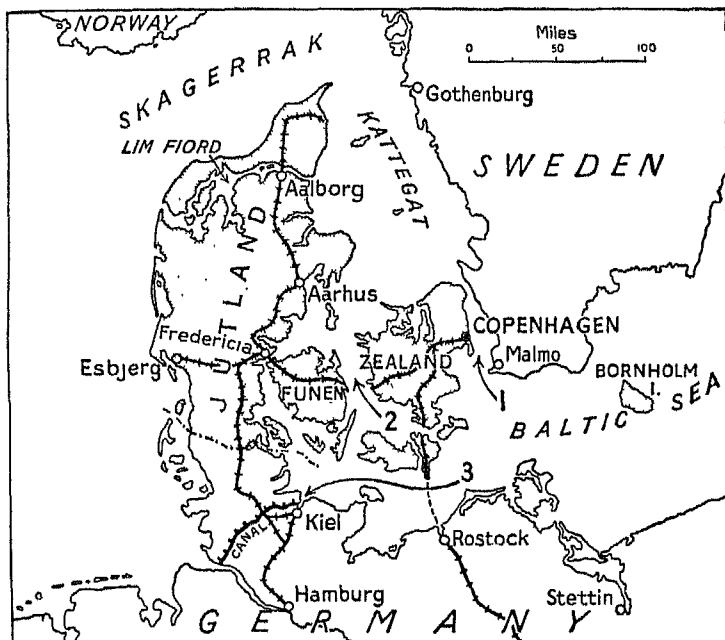 NORWAY
Miles
0 50 100
SKAGERRAK
Gothenburg
LIM FIORD
KATTEGAT
SWEDEN
Aalborg
JUTLAND
Aarhus
COPENHAGEN
Fredericia
ZEALAND
Malmo
Esbjerg
BORNHOLM
I.
FUNEN
1
2
BALTIC SEA
3
Kiel
CANAL
Rostock
Hamburg
Stettin
GERMANY